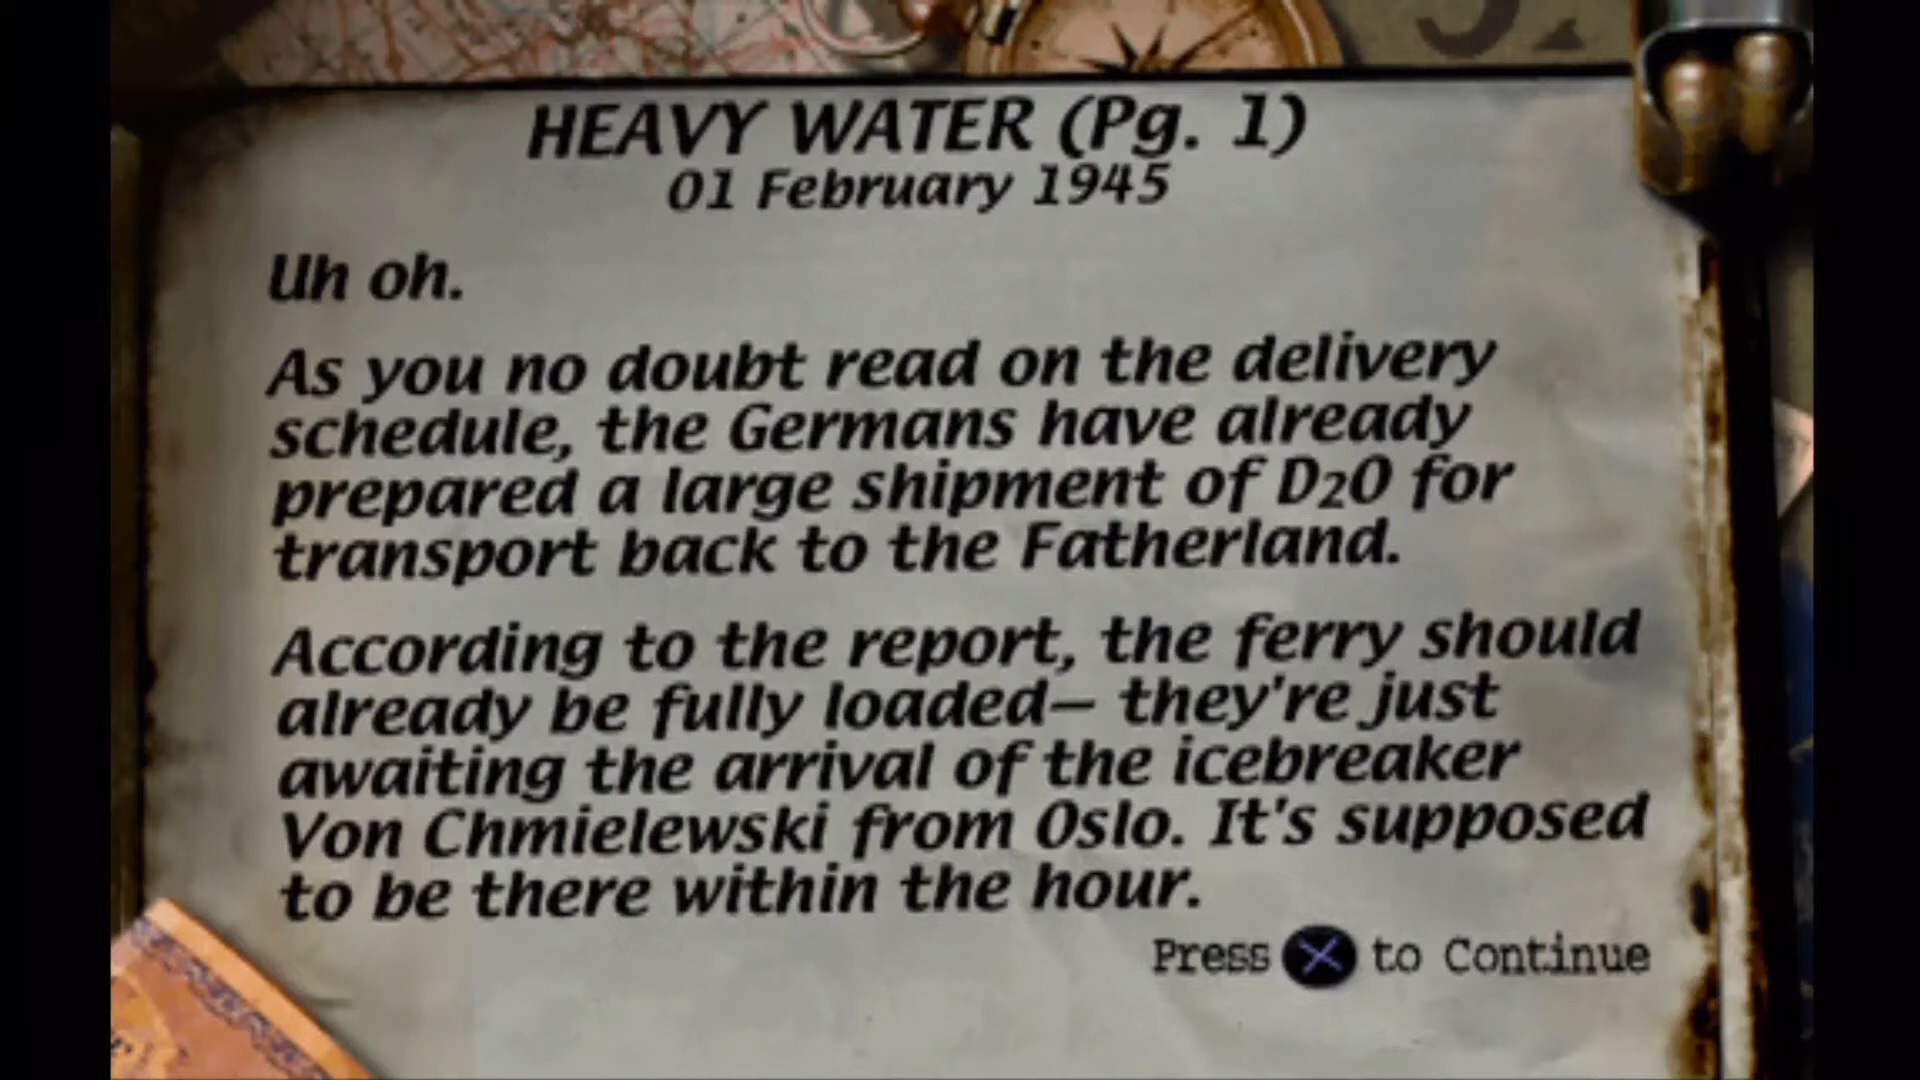 HEAVY WATER (Pg. 1)
01 February 1945
Uh oh.
As you no doubt read on the delivery
schedule, the Germans have already
prepared a large shipment of D₂O for
transport back to the Fatherland.
According to the report, the ferry should
already be fully loaded— they're just
awaiting the arrival of the icebreaker
Von Chmielewski from Oslo. It's supposed
to be there within the hour.
Press X to Continue